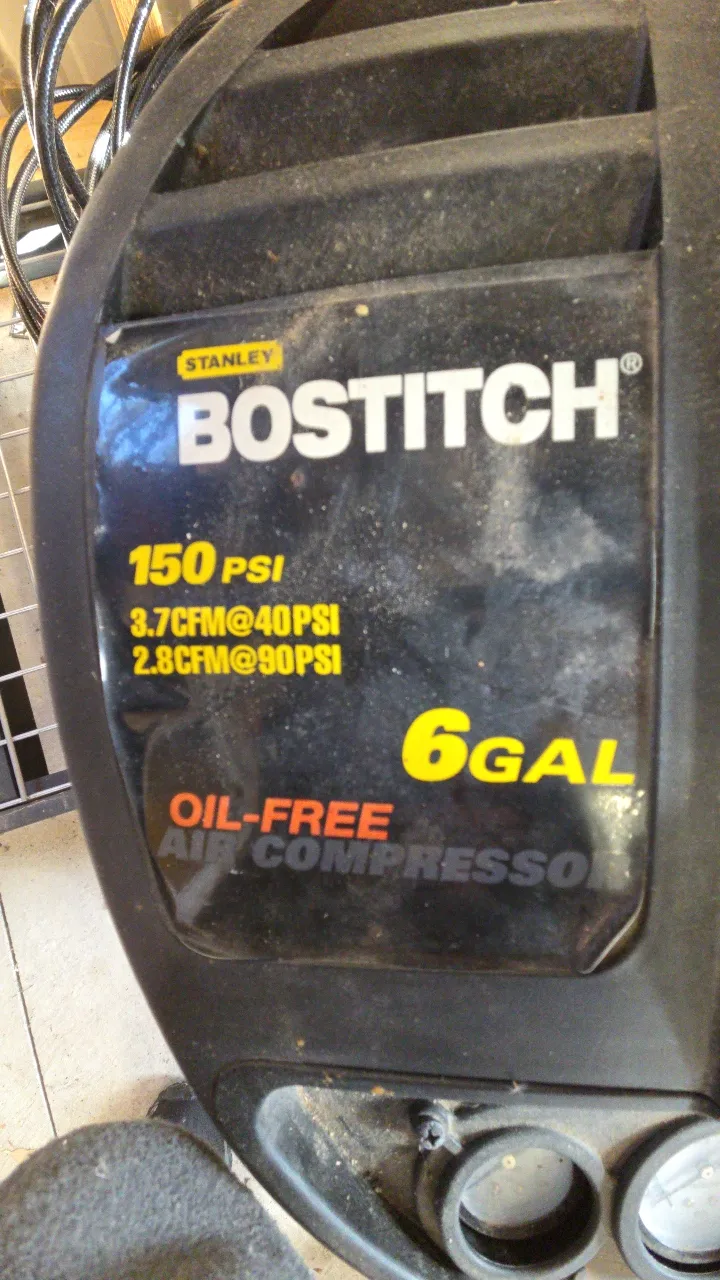 STANLEY
BOSTITCH®
150 PSI
3.7CFM@40PSI
2.8CFM@90PSI
6GAL
OIL-FREE
AIR COMPRESSOR